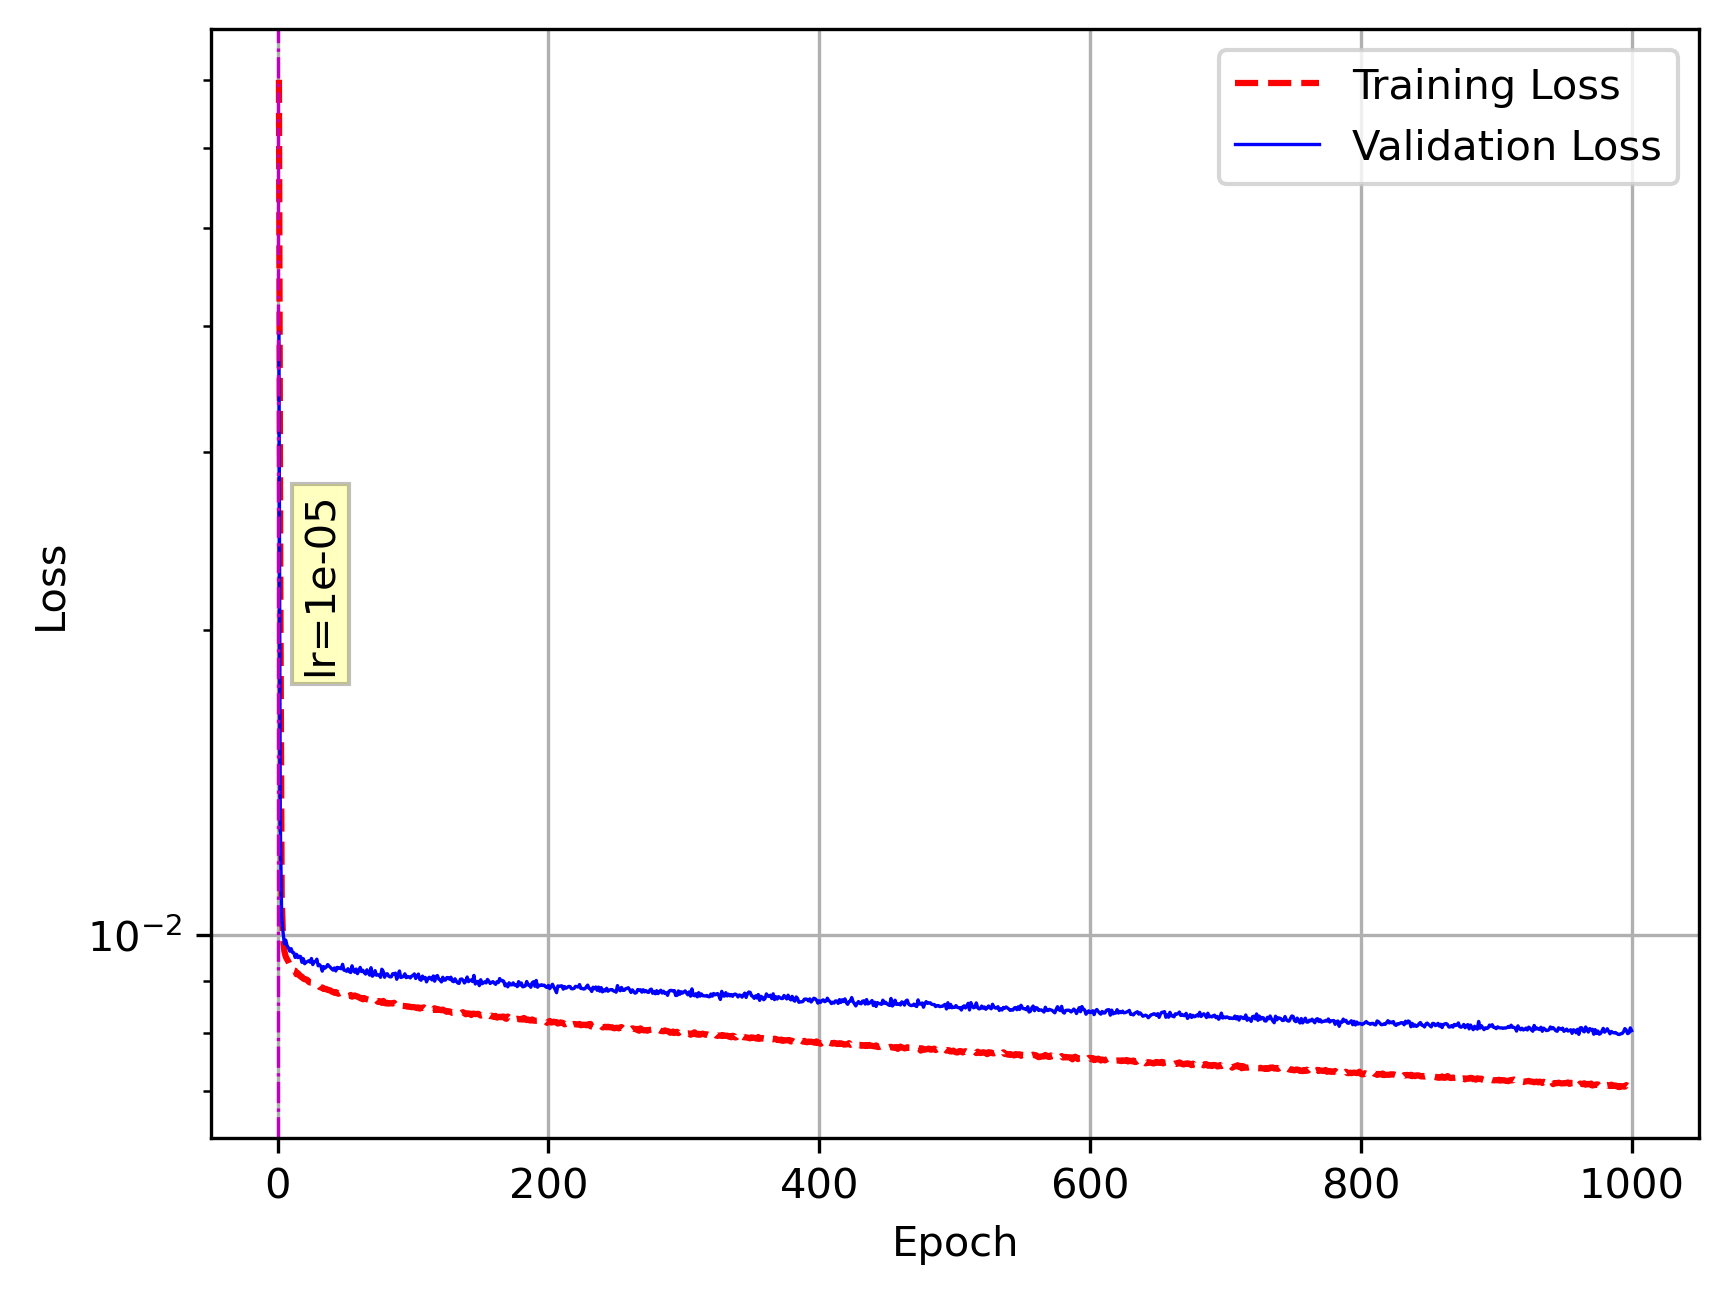 Training Loss
Validation Loss
Loss
lr=1e-05
10⁻²
0
200
400
600
800
1000
Epoch